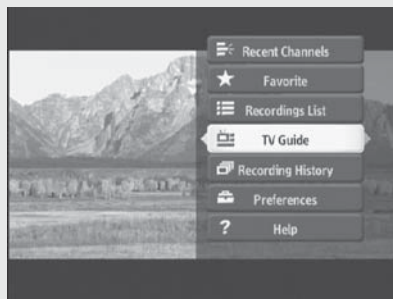 Recent Channels
Favorite
Recordings List
TV Guide
Recording History
Preferences
? Help